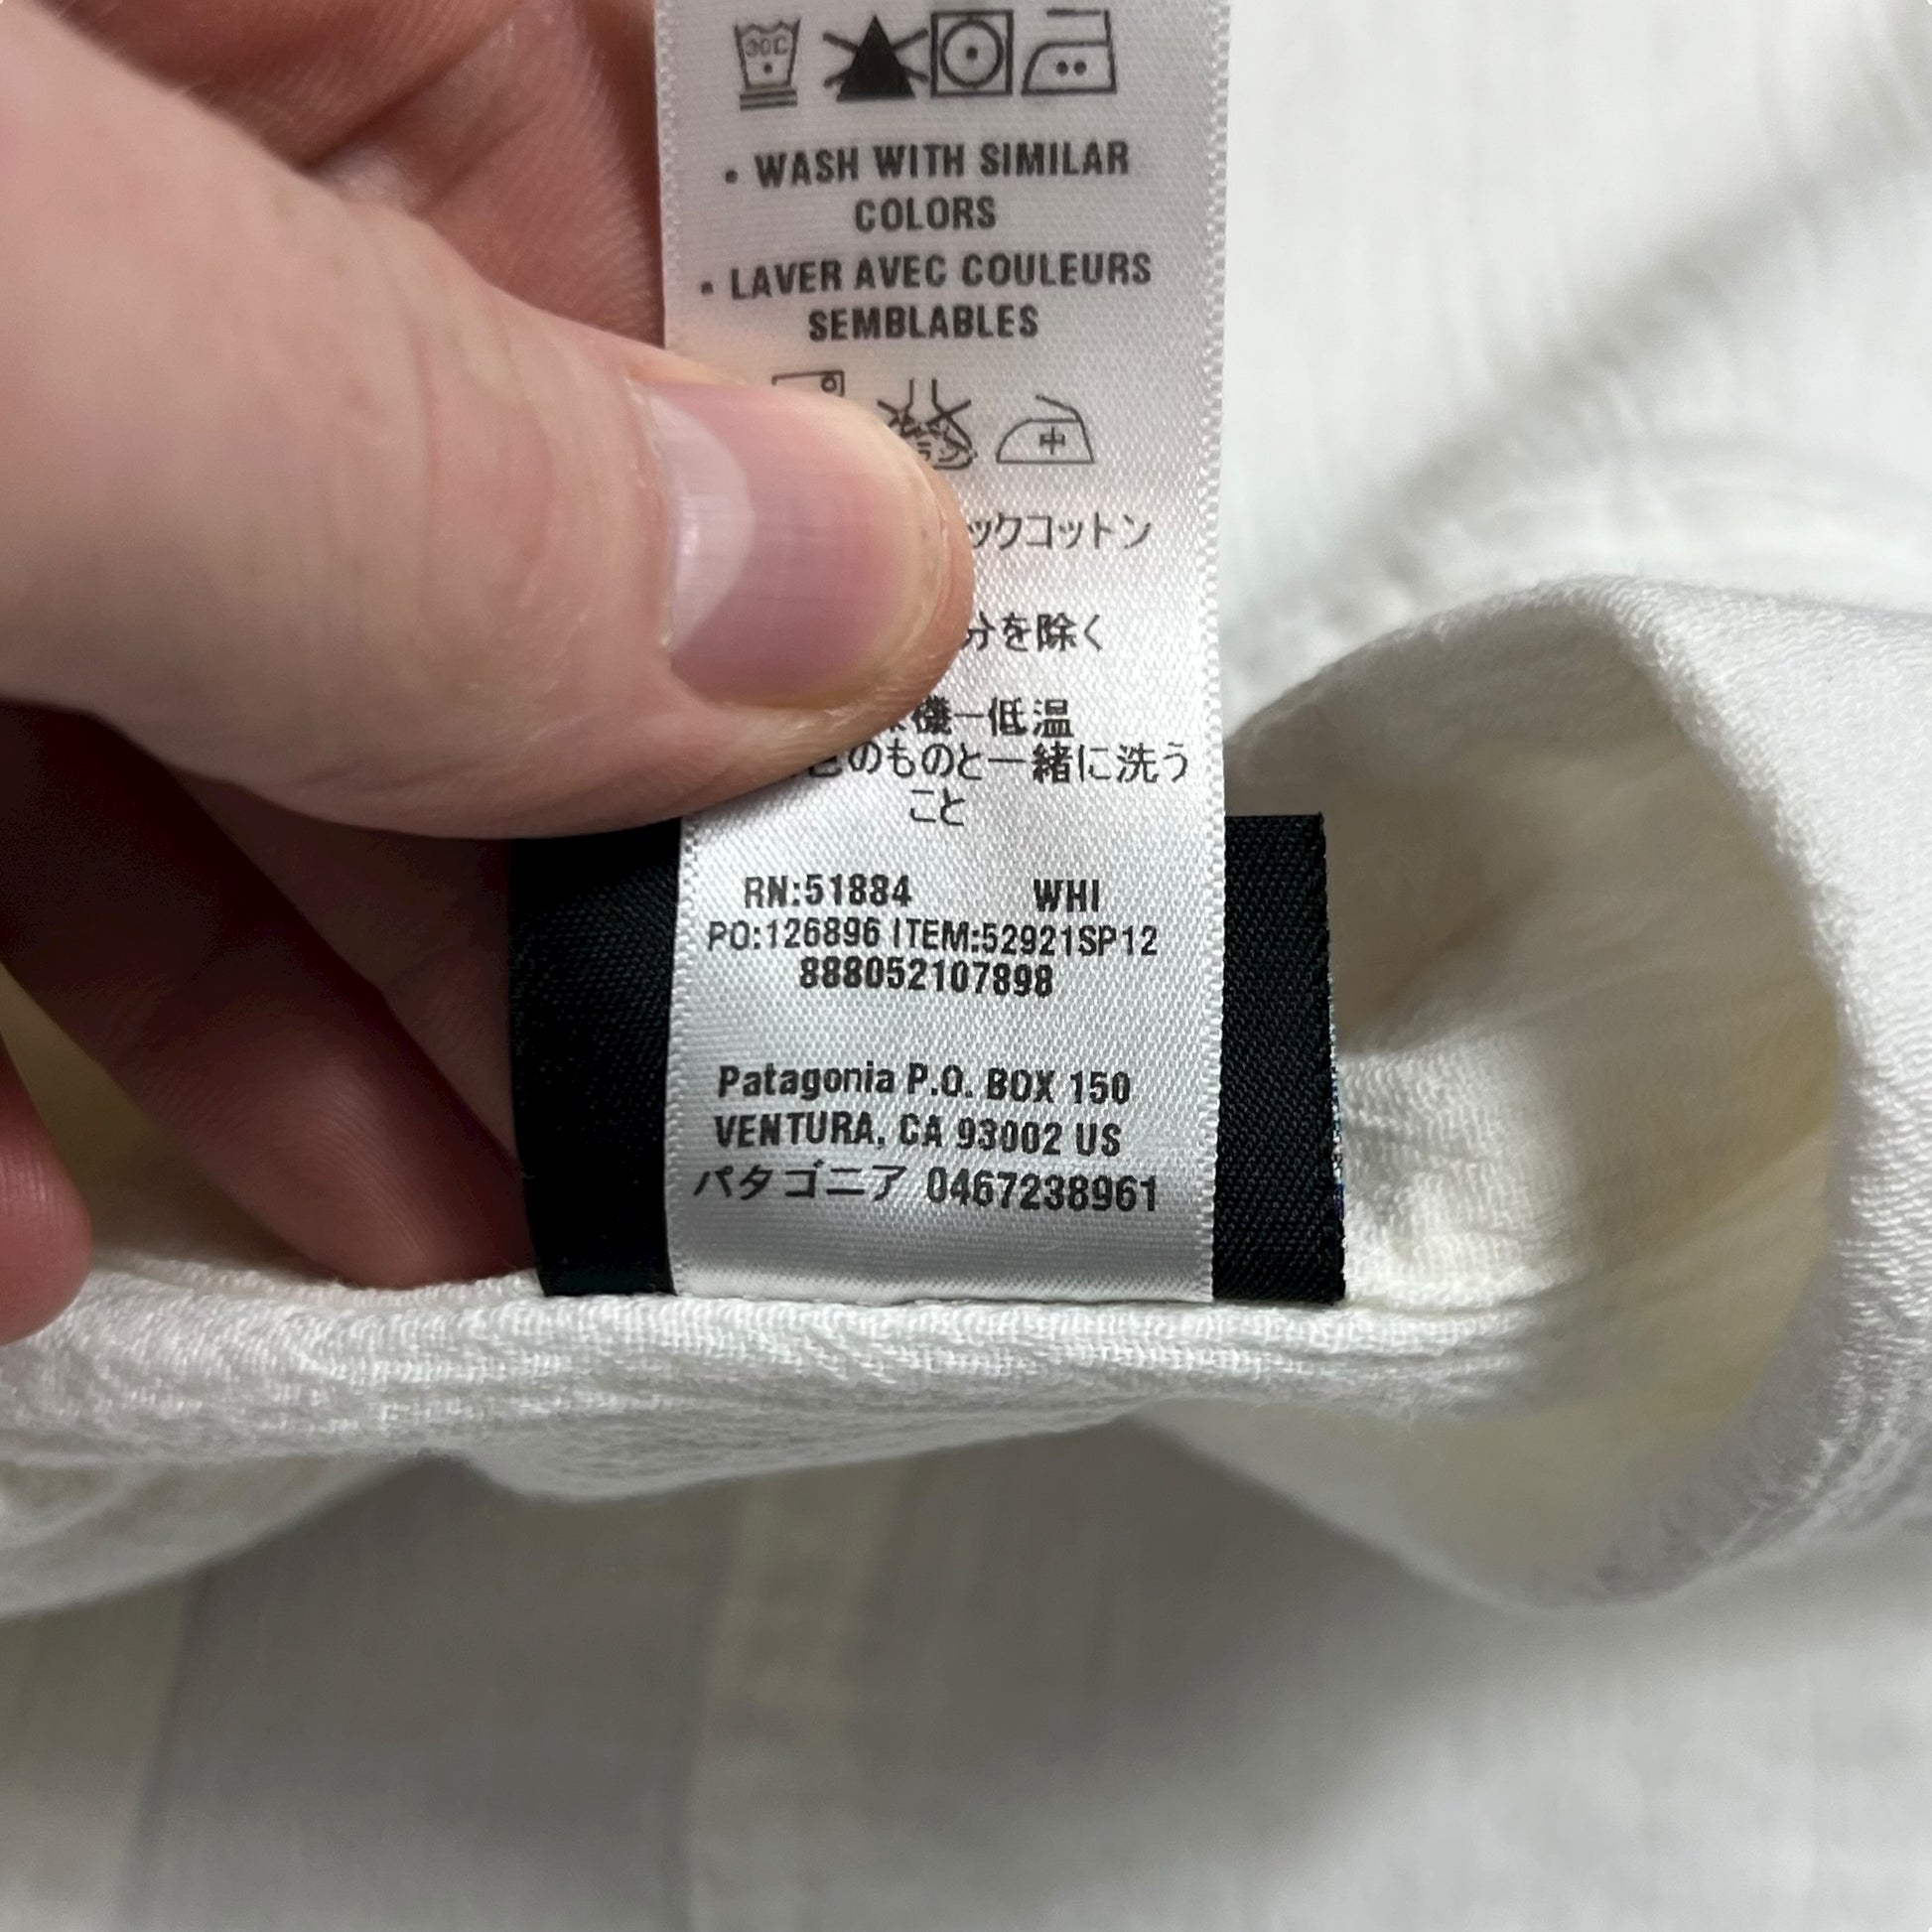 30C
• WASH WITH SIMILAR
COLORS
• LAVER AVEC COULEURS
SEMBLABLES
中
ックコットン
分を除く
機ー低温
色のものと一緒に洗う
こと
RN:51884 WHI
PO:126896 ITEM:52921SP12
888052107898
Patagonia P.O. BOX 150
VENTURA, CA 93002 US
パタゴニア 0467238961